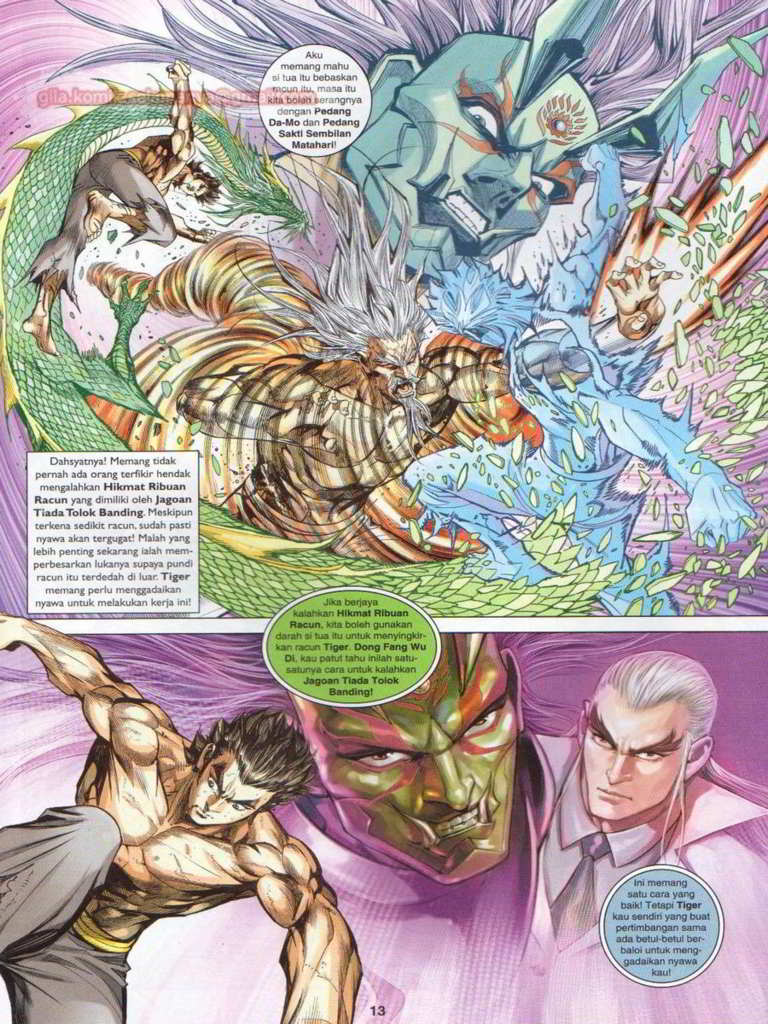 Aku
memang mahu
si tua itu bebaskan
racun itu, masa itu
kita boleh serangnya
dengan Pedang
Da-Mo dan Pedang
Sakti Sembilan
Matahari!
Dahsyatnya! Memang tidak
pernah ada orang terfikir hendak
mengalahkan Hikmat Ribuan
Racun yang dimiliki oleh Jagoan
Tiada Tolok Banding. Meskipun
terkena sedikit racun, sudah pasti
nyawa akan tergugat! Malah yang
lebih penting sekarang ialah mem-
perbesarkan lukanya supaya pundi
racun itu terdedah di luar. Tiger
memang perlu menggadaikan
nyawa untuk melakukan kerja ini!
Jika berjaya
kalahkan Hikmat Ribuan
Racun, kita boleh gunakan
darah si tua itu untuk menyingkir-
kan racun Tiger. Dong Fang Wu
Di, kau patut tahu inilah satu-
satunya cara untuk kalahkan
Jagoan Tiada Tolok
Banding!
Ini memang
satu cara yang
baik! Tetapi Tiger
kau sendiri yang buat
pertimbangan sama
ada betul-betul ber-
baloi untuk meng-
gadaikan nyawa
kau!
13